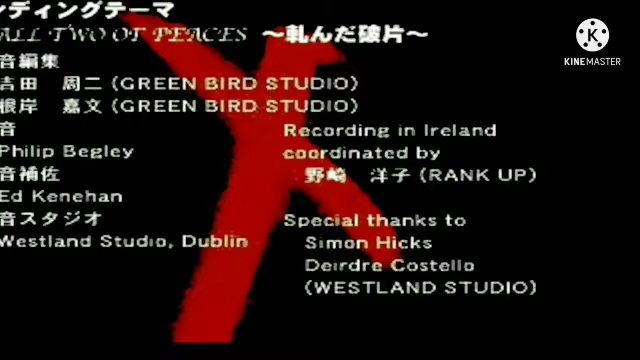 ンディングテーマ
ALL TWO OF PEACES ～軋んだ破片～
音編集
吉田 周二 (GREEN BIRD STUDIO)
根岸 嘉文 (GREEN BIRD STUDIO)
音
Philip Begley
音補佐
Ed Kenehan
音スタジオ
Westland Studio, Dublin
Recording in Ireland
coordinated by
野崎 洋子 (RANK UP)
Special thanks to
Simon Hicks
Deirdre Costello
(WESTLAND STUDIO)
K
KINEMASTER